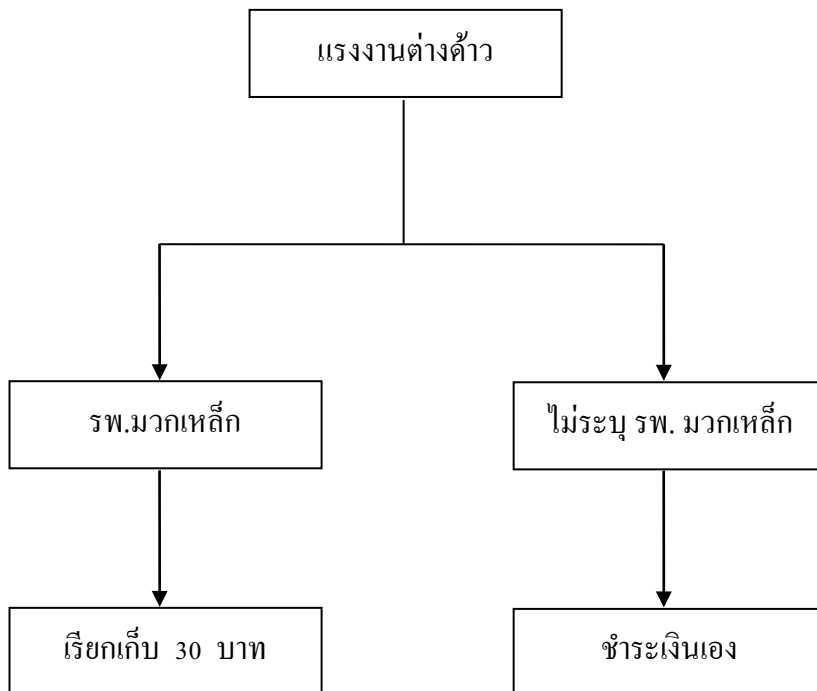 แรงงานต่างด้าว
รพ.มวกเหล็ก
ไม่ระบุ รพ. มวกเหล็ก
เรียกเก็บ 30 บาท
ชำระเงินเอง